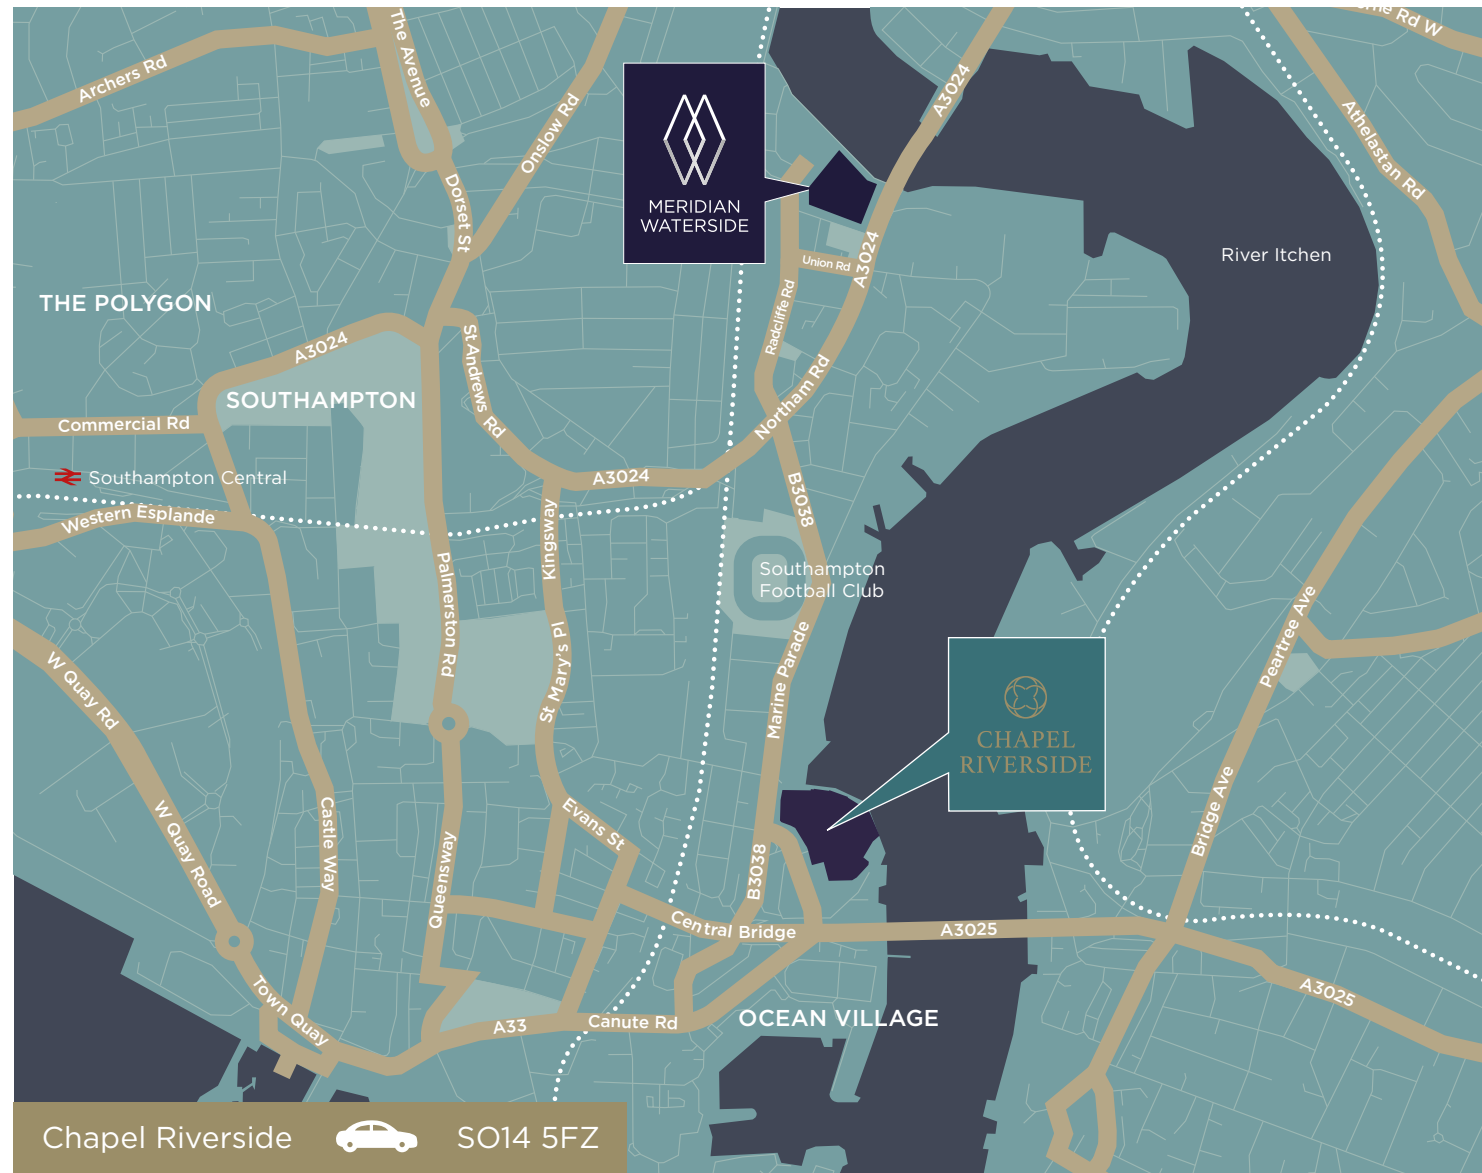 The Avenue
rne Rd W
Archers Rd
Onslow Rd
A3024
Athelastan Rd
MERIDIAN
WATERSIDE
Dorset St
A3024
River Itchen
Union Rd
THE POLYGON
Radcliffe Rd
A3024
St Andrews Rd
SOUTHAMPTON
Northam Rd
Commercial Rd
Southampton Central
A3024
B3038
Western Esplande
Kingsway
Southampton
Football Club
Palmerston Rd
Peartree Ave
St Mary's Pl
Marine Parade
W Quay Rd
CHAPEL
RIVERSIDE
Evans St
Bridge Ave
W Quay Road
Castle Way
Queensway
B3038
Central Bridge
A3025
A3025
Town Quay
A33
Canute Rd
OCEAN VILLAGE
Chapel Riverside
SO14 5FZ